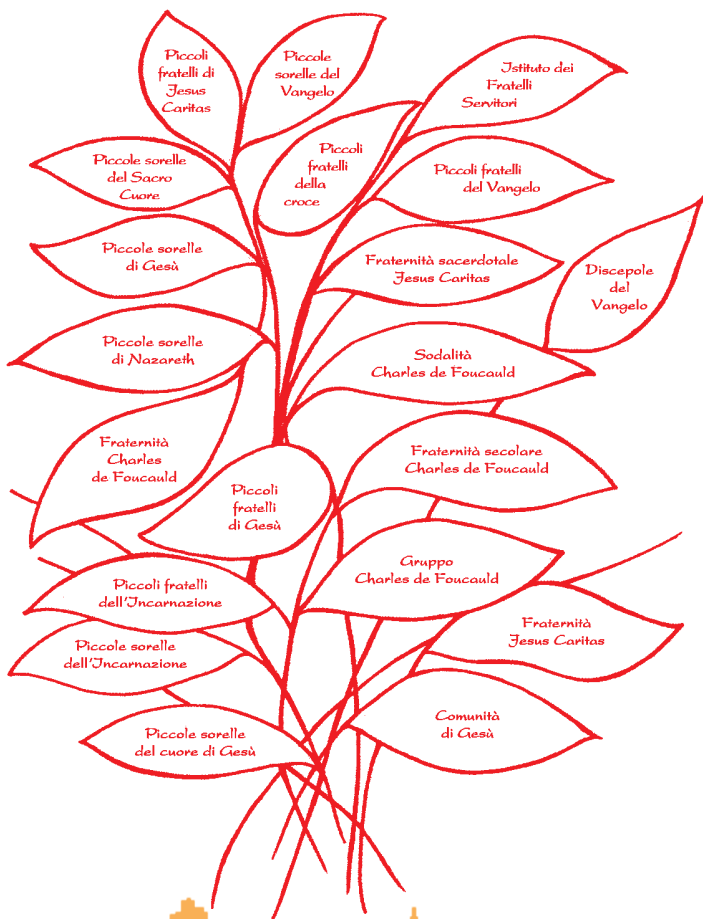 Piccoli
fratelli di
Jesus
Caritas
Piccole
sorelle del
Vangelo
Istituto dei
Fratelli
Servitori
Piccole sorelle
del Sacro
Cuore
Piccoli
fratelli
della
croce
Piccoli fratelli
del Vangelo
Piccole sorelle
di Gesù
Fraternità sacerdotale
Jesus Caritas
Discepole
del
Vangelo
Piccole sorelle
di Nazareth
Sodalità
Charles de Foucauld
Fraternità
Charles
de Foucauld
Fraternità secolare
Charles de Foucauld
Piccoli
fratelli
di Gesù
Gruppo
Charles de Foucauld
Piccoli fratelli
dell'Incarnazione
Fraternità
Jesus Caritas
Piccole sorelle
dell'Incarnazione
Comunità
di Gesù
Piccole sorelle
del cuore di Gesù